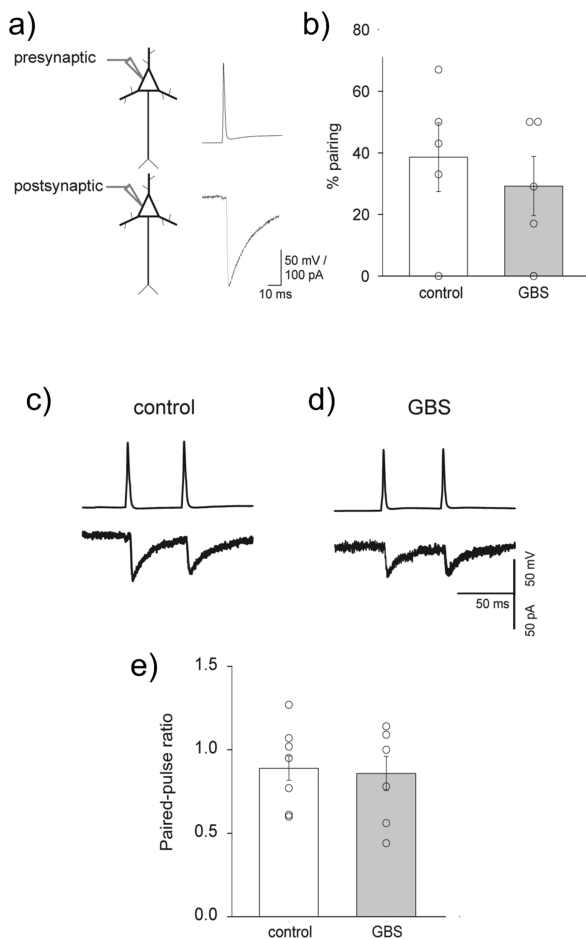 a)
presynaptic
postsynaptic
50 mV /
100 pA
10 ms
b)
% pairing
80
60
40
20
0
control
GBS
c)
control
d)
GBS
50 ms
50 mV
50 pA
e)
Paired-pulse ratio
1.5
1.0
0.5
0.0
control
GBS